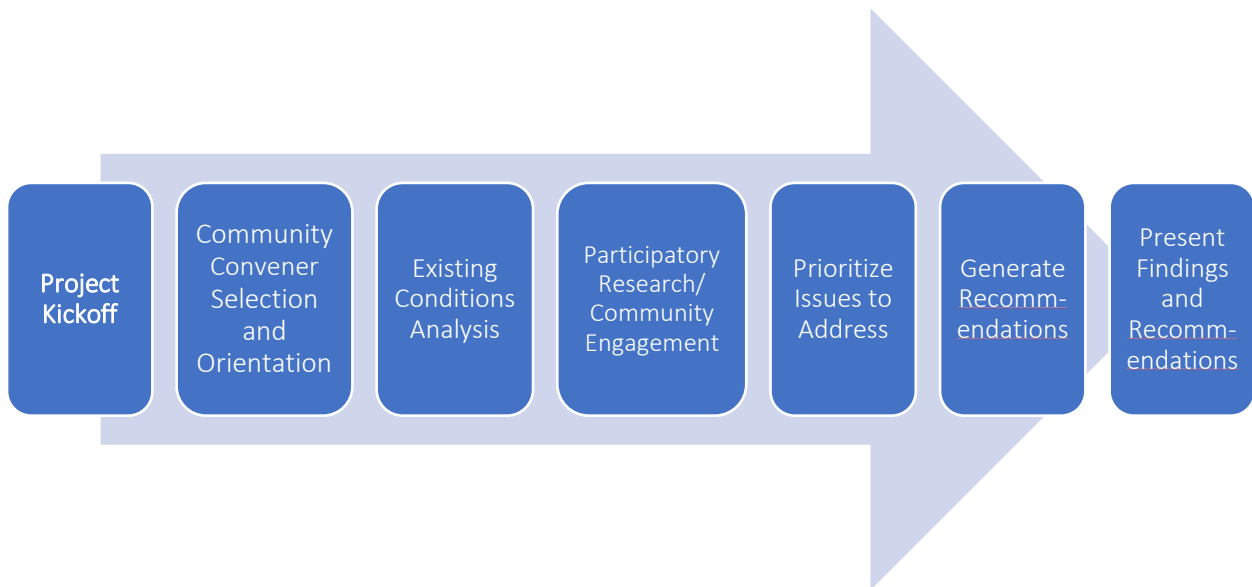 Project
Kickoff
Community
Convener
Selection
and
Orientation
Existing
Conditions
Analysis
Participatory
Research/
Community
Engagement
Prioritize
Issues to
Address
Generate
Recomm-
endations
Present
Findings
and
Recomm-
endations